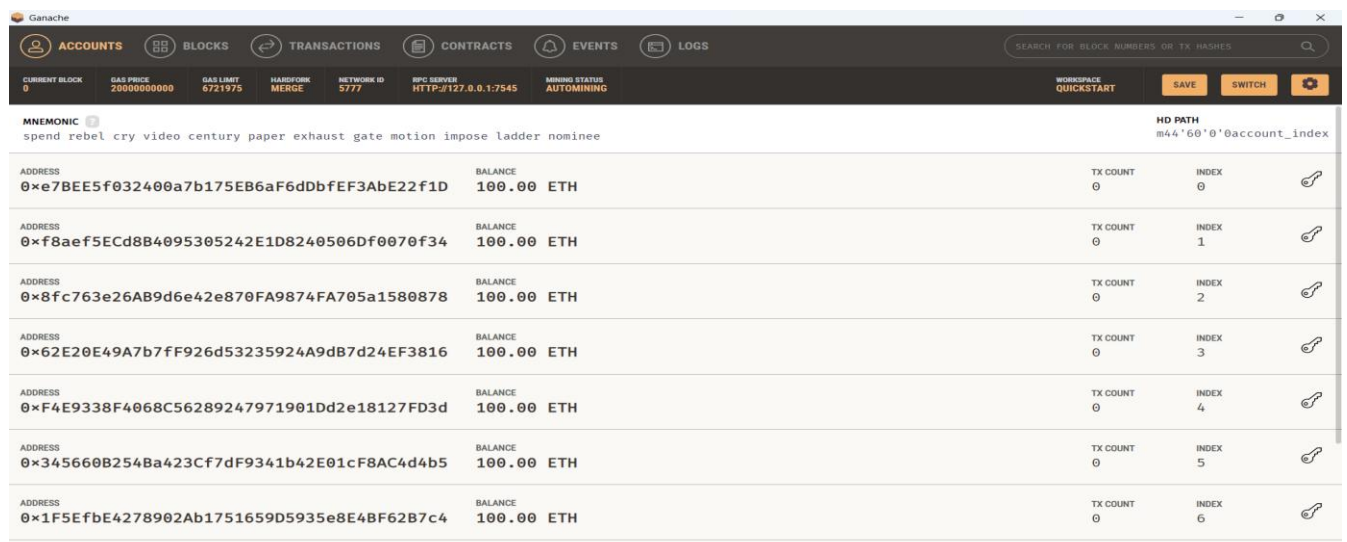 Ganache
ACCOUNTS BLOCKS TRANSACTIONS CONTRACTS EVENTS LOGS SEARCH FOR BLOCK NUMBERS OR TX HASHES
CURRENT BLOCK GAS PRICE GAS LIMIT HARDFORK NETWORK ID RPC SERVER MINING STATUS WORKSPACE SAVE SWITCH
0 20000000000 6721975 MERGE 5777 HTTP://127.0.0.1:7545 AUTOMINING QUICKSTART
MNEMONIC ? HD PATH
spend rebel cry video century paper exhaust gate motion impose ladder nominee m44'60'0'0account_index
ADDRESS BALANCE TX COUNT INDEX
0×e7BEE5f032400a7b175EB6aF6dDbfEF3AbE22f1D 100.00 ETH 0 0
ADDRESS BALANCE TX COUNT INDEX
0×f8aef5ECd8B4095305242E1D8240506Df0070f34 100.00 ETH 0 1
ADDRESS BALANCE TX COUNT INDEX
0×8fc763e26AB9d6e42e870FA9874FA705a1580878 100.00 ETH 0 2
ADDRESS BALANCE TX COUNT INDEX
0×62E20E49A7b7fF926d53235924A9dB7d24EF3816 100.00 ETH 0 3
ADDRESS BALANCE TX COUNT INDEX
0×F4E9338F4068C56289247971901Dd2e18127FD3d 100.00 ETH 0 4
ADDRESS BALANCE TX COUNT INDEX
0×345660B254Ba423Cf7dF9341b42E01cF8AC4d4b5 100.00 ETH 0 5
ADDRESS BALANCE TX COUNT INDEX
0×1F5EfbE4278902Ab1751659D5935e8E4BF62B7c4 100.00 ETH 0 6